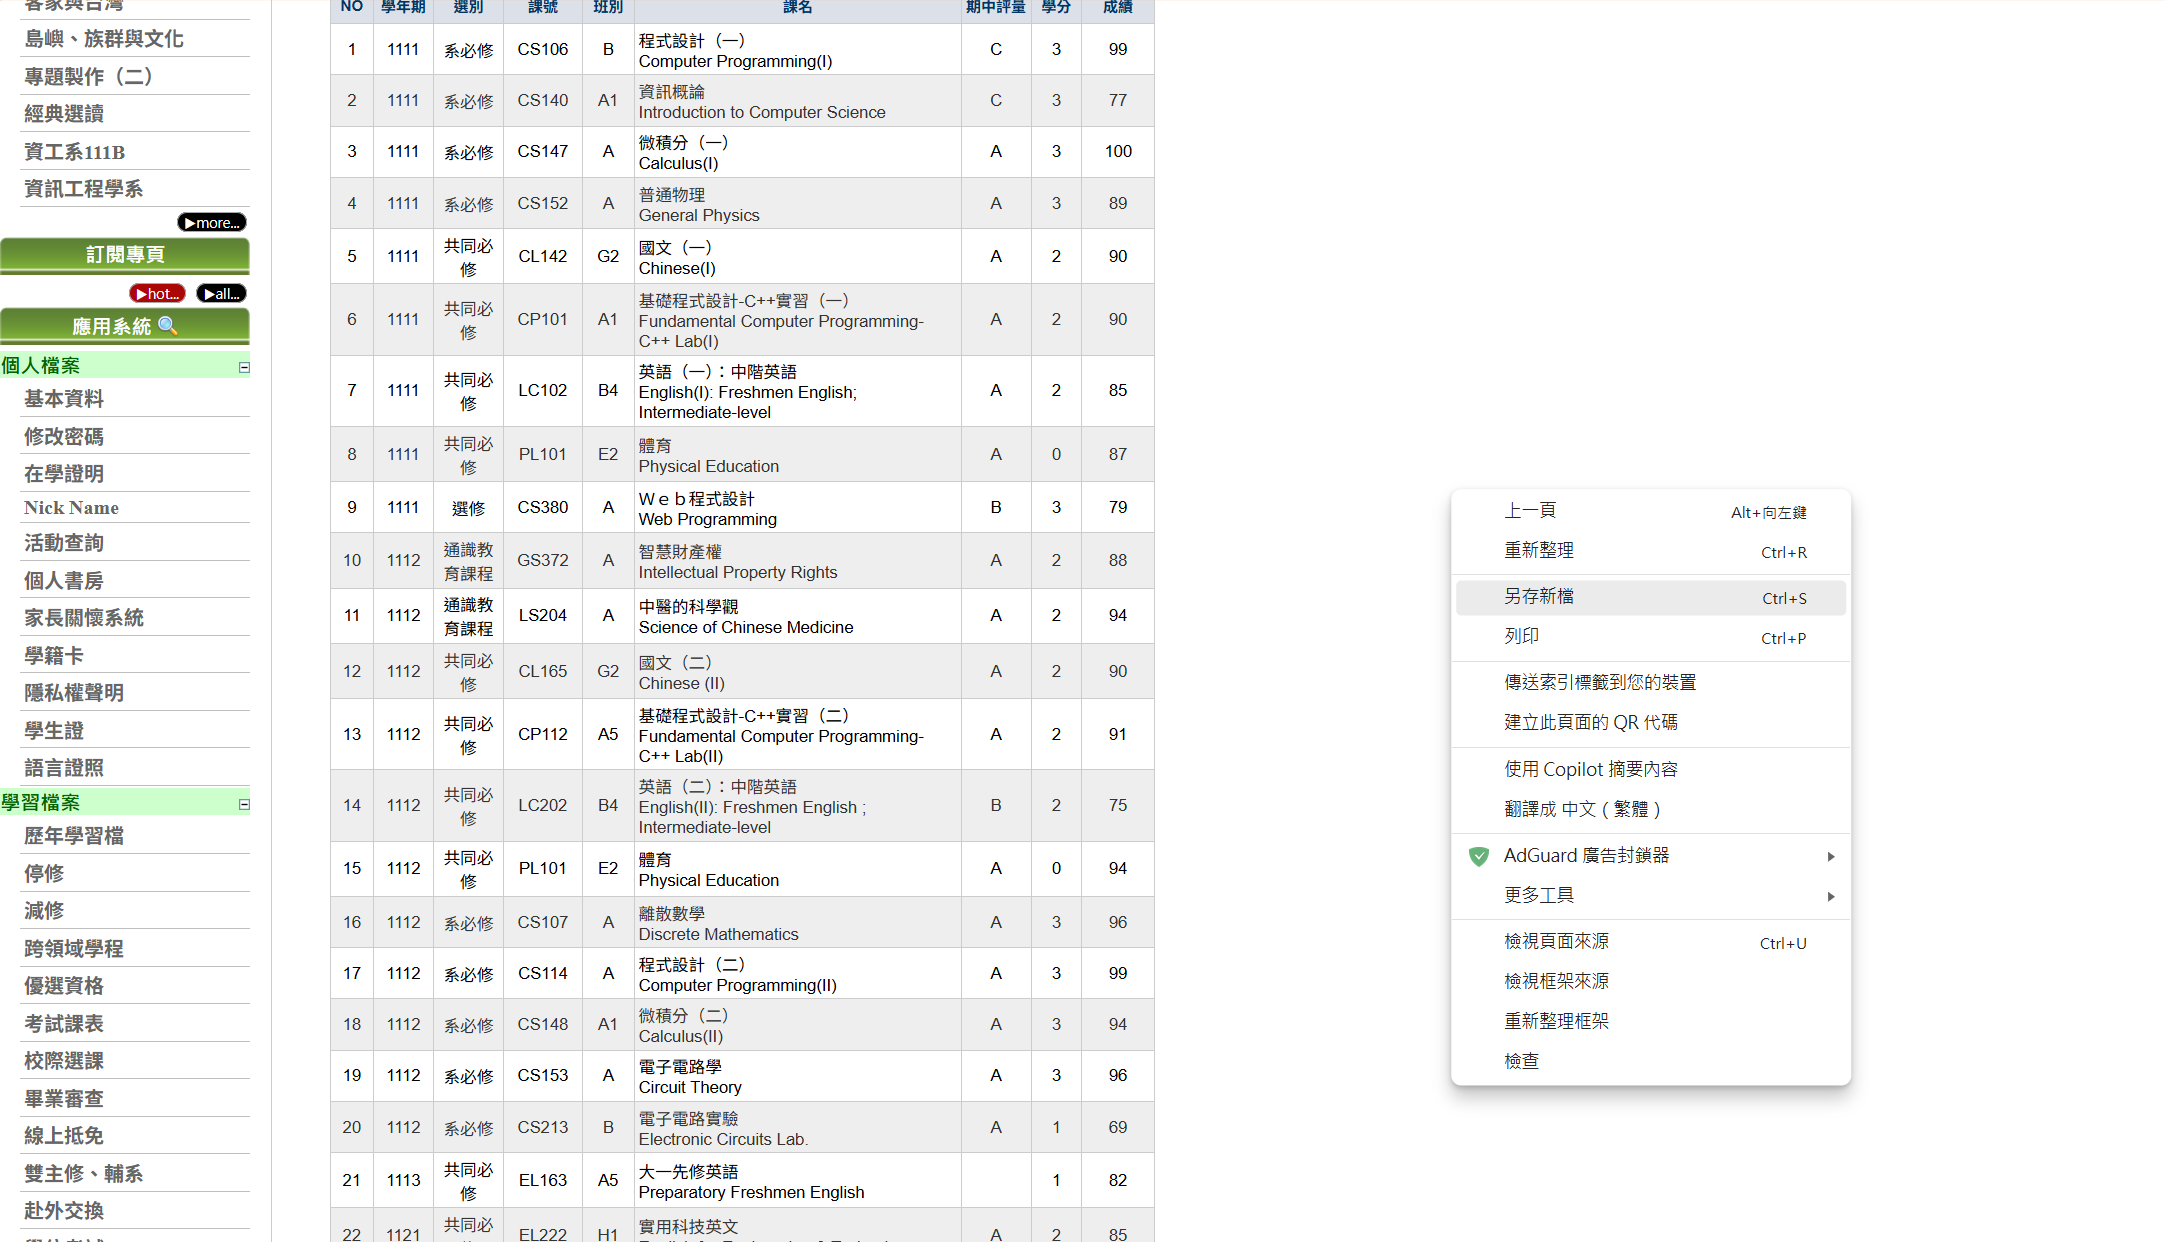 客家與台灣
島嶼、族群與文化
專題製作（二）
經典選讀
資工系111B
資訊工程學系
▶more...
訂閱專頁
▶hot... ▶all...
應用系統
個人檔案
基本資料
修改密碼
在學證明
Nick Name
活動查詢
個人書房
家長關懷系統
學籍卡
隱私權聲明
學生證
語言證照
學習檔案
歷年學習檔
停修
減修
跨領域學程
優選資格
考試課表
校際選課
畢業審查
線上抵免
雙主修、輔系
赴外交換
NO 學年期 選別 課號 班別 課名 期中評量 學分 成績
1 1111 系必修 CS106 B 程式設計（一） C 3 99
Computer Programming(I)
2 1111 系必修 CS140 A1 資訊概論 C 3 77
Introduction to Computer Science
3 1111 系必修 CS147 A 微積分（一） A 3 100
Calculus(I)
4 1111 系必修 CS152 A 普通物理 A 3 89
General Physics
5 1111 共同必修 CL142 G2 國文（一） A 2 90
Chinese(I)
6 1111 共同必修 CP101 A1 基礎程式設計-C++實習（一） A 2 90
Fundamental Computer Programming-
C++ Lab(I)
7 1111 共同必修 LC102 B4 英語（一）：中階英語 A 2 85
English(I): Freshmen English;
Intermediate-level
8 1111 共同必修 PL101 E2 體育 A 0 87
Physical Education
9 1111 選修 CS380 A Ｗｅｂ程式設計 B 3 79
Web Programming
10 1112 通識教育課程 GS372 A 智慧財產權 A 2 88
Intellectual Property Rights
11 1112 通識教育課程 LS204 A 中醫的科學觀 A 2 94
Science of Chinese Medicine
12 1112 共同必修 CL165 G2 國文（二） A 2 90
Chinese (II)
13 1112 共同必修 CP112 A5 基礎程式設計-C++實習（二） A 2 91
Fundamental Computer Programming-
C++ Lab(II)
14 1112 共同必修 LC202 B4 英語（二）：中階英語 B 2 75
English(II): Freshmen English ;
Intermediate-level
15 1112 共同必修 PL101 E2 體育 A 0 94
Physical Education
16 1112 系必修 CS107 A 離散數學 A 3 96
Discrete Mathematics
17 1112 系必修 CS114 A 程式設計（二） A 3 99
Computer Programming(II)
18 1112 系必修 CS148 A1 微積分（二） A 3 94
Calculus(II)
19 1112 系必修 CS153 A 電子電路學 A 3 96
Circuit Theory
20 1112 系必修 CS213 B 電子電路實驗 A 1 69
Electronic Circuits Lab.
21 1113 共同必修 EL163 A5 大一先修英語 1 82
Preparatory Freshmen English
22 1121 共同必 EL222 H1 實用科技英文 A 2 85
上一頁 Alt+向左鍵
重新整理 Ctrl+R
另存新檔 Ctrl+S
列印 Ctrl+P
傳送索引標籤到您的裝置
建立此頁面的 QR 代碼
使用 Copilot 摘要內容
翻譯成 中文 ( 繁體 )
AdGuard 廣告封鎖器
更多工具
檢視頁面來源 Ctrl+U
檢視框架來源
重新整理框架
檢查